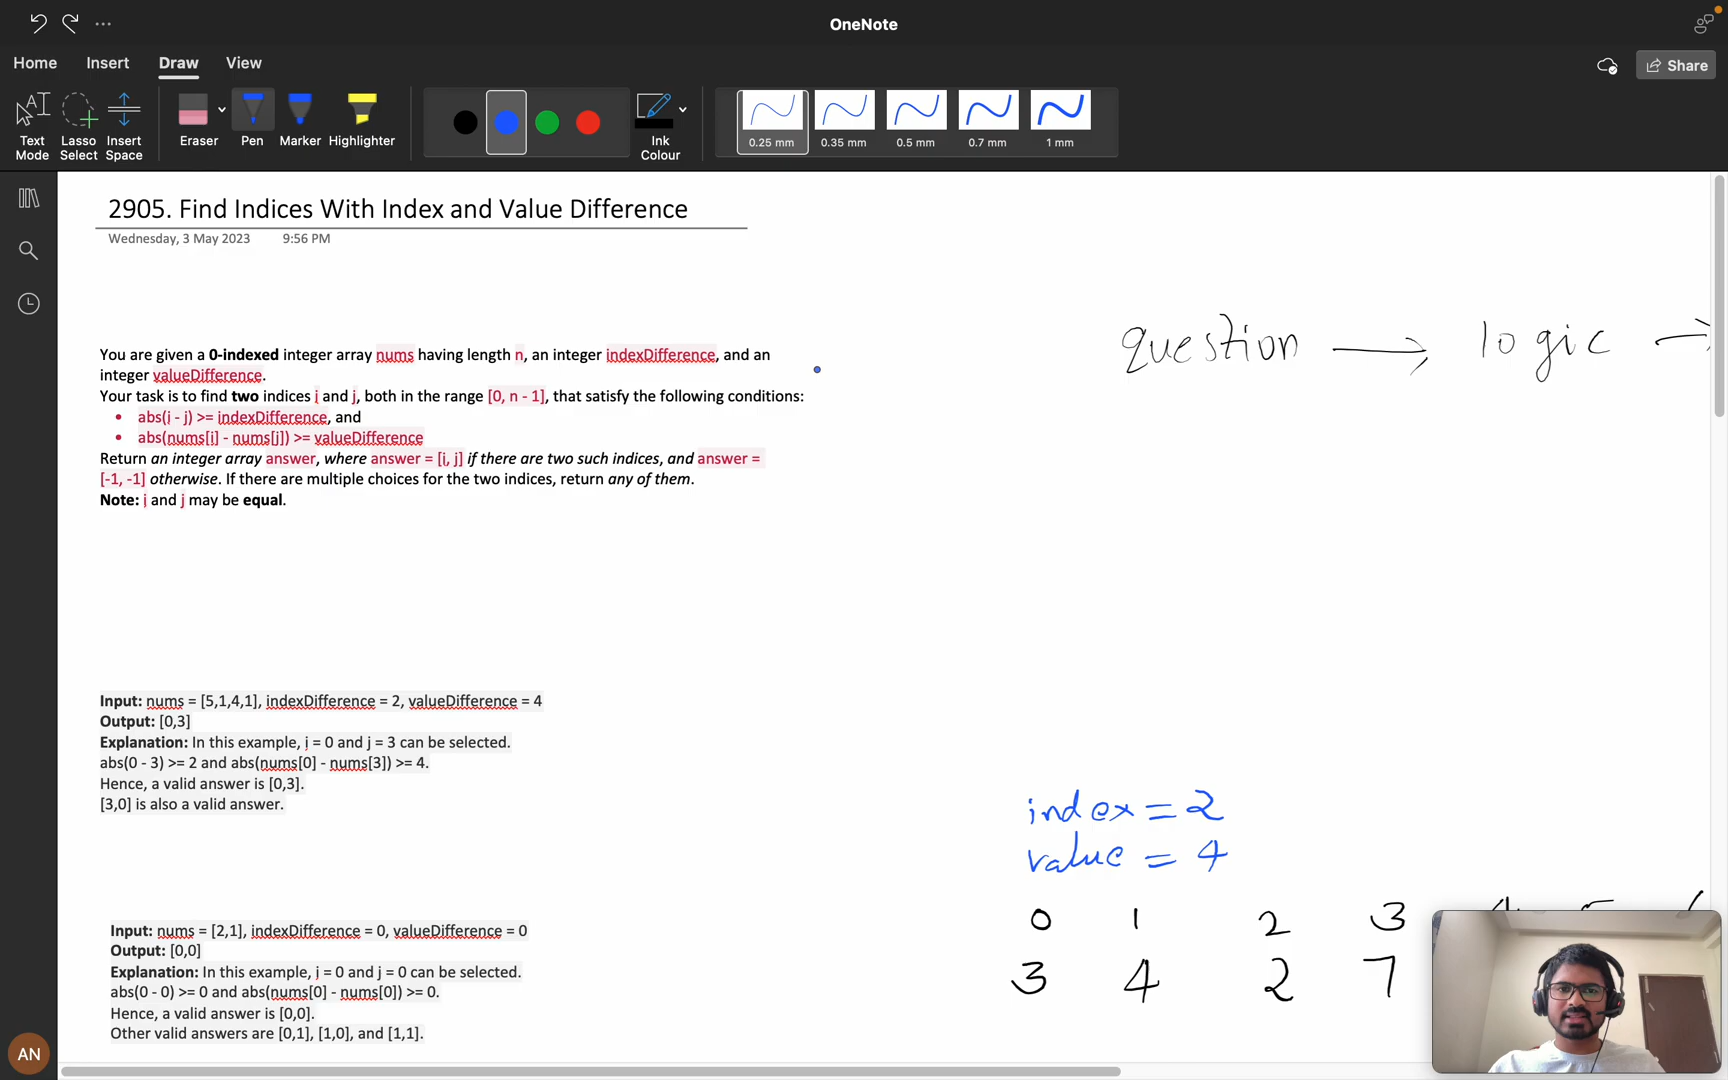 OneNote
Home Insert Draw View
Share
Text Mode
Lasso Select
Insert Space
Eraser
Pen
Marker
Highlighter
Ink Colour
0.25 mm 0.35 mm 0.5 mm 0.7 mm 1 mm
2905. Find Indices With Index and Value Difference
Wednesday, 3 May 2023 9:56 PM
You are given a 0-indexed integer array nums having length n, an integer indexDifference, and an
integer valueDifference.
Your task is to find two indices i and j, both in the range [0, n - 1], that satisfy the following conditions:
• abs(i - j) >= indexDifference, and
• abs(nums[i] - nums[j]) >= valueDifference
Return an integer array answer, where answer = [i, j] if there are two such indices, and answer =
[-1, -1] otherwise. If there are multiple choices for the two indices, return any of them.
Note: i and j may be equal.
question → logic →
Input: nums = [5,1,4,1], indexDifference = 2, valueDifference = 4
Output: [0,3]
Explanation: In this example, i = 0 and j = 3 can be selected.
abs(0 - 3) >= 2 and abs(nums[0] - nums[3]) >= 4.
Hence, a valid answer is [0,3].
[3,0] is also a valid answer.
index = 2
value = 4
0 1 2 3
3 4 2 7
Input: nums = [2,1], indexDifference = 0, valueDifference = 0
Output: [0,0]
Explanation: In this example, i = 0 and j = 0 can be selected.
abs(0 - 0) >= 0 and abs(nums[0] - nums[0]) >= 0.
Hence, a valid answer is [0,0].
Other valid answers are [0,1], [1,0], and [1,1].
AN